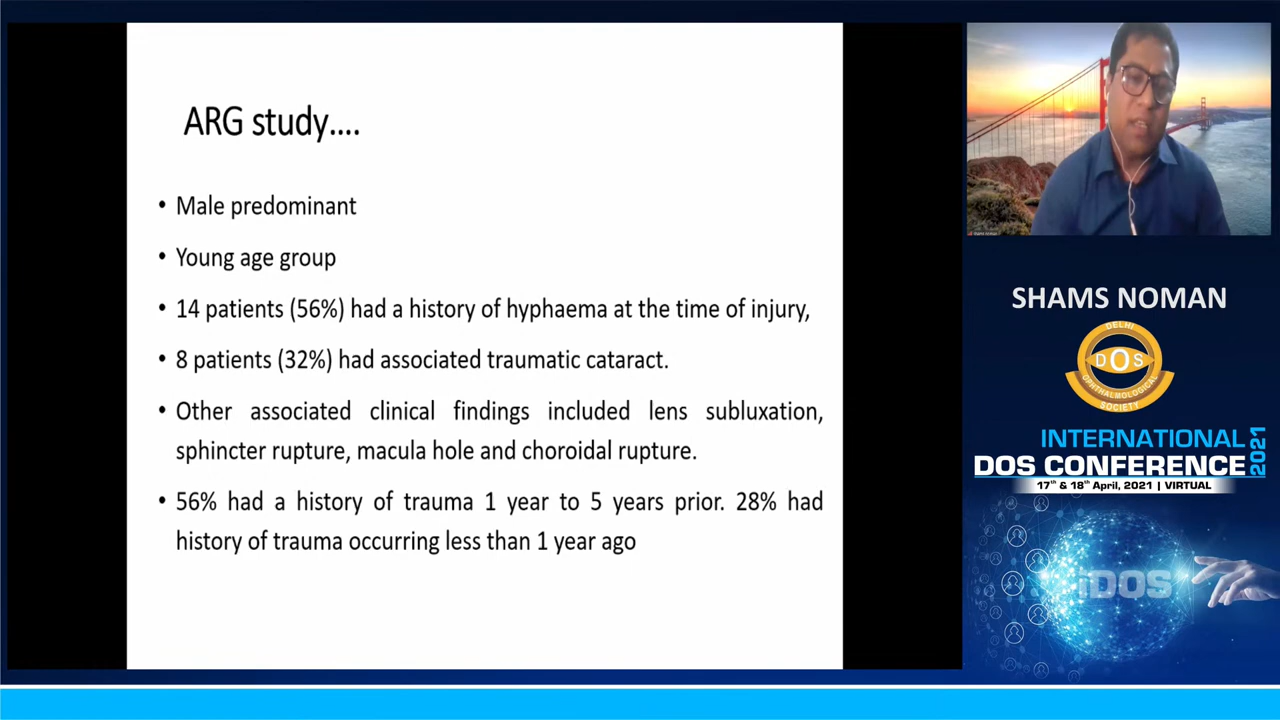 ARG study....
• Male predominant
• Young age group
• 14 patients (56%) had a history of hyphaema at the time of injury,
• 8 patients (32%) had associated traumatic cataract.
• Other associated clinical findings included lens subluxation,
sphincter rupture, macula hole and choroidal rupture.
• 56% had a history of trauma 1 year to 5 years prior. 28% had
history of trauma occurring less than 1 year ago
SHAMS NOMAN
DELHI
DOS
OPHTHALMOLOGICAL
SOCIETY
INTERNATIONAL
DOS CONFERENCE
2021
17th & 18th April, 2021 | VIRTUAL
iDOS